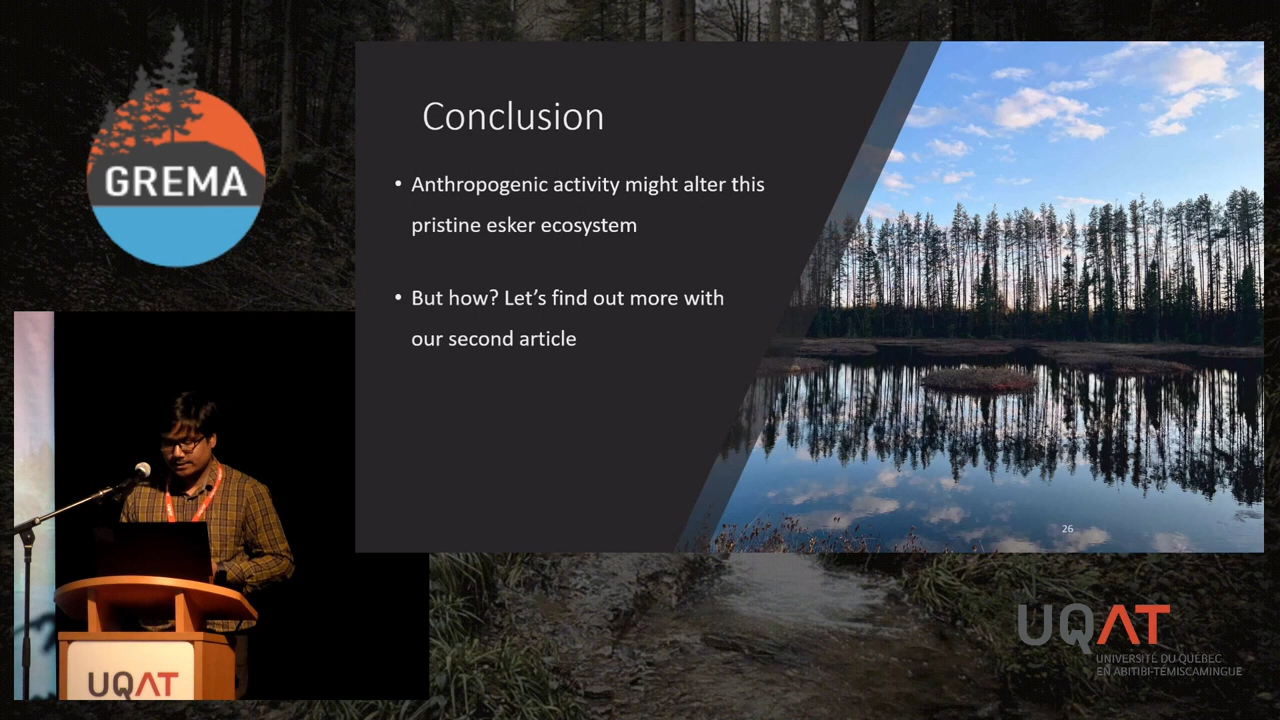 GREMA
Conclusion
• Anthropogenic activity might alter this
pristine esker ecosystem
• But how? Let’s find out more with
our second article
26
UQAT
UNIVERSITÉ DU QUÉBEC
EN ABITIBI-TÉMISCAMINGUE
UQAT